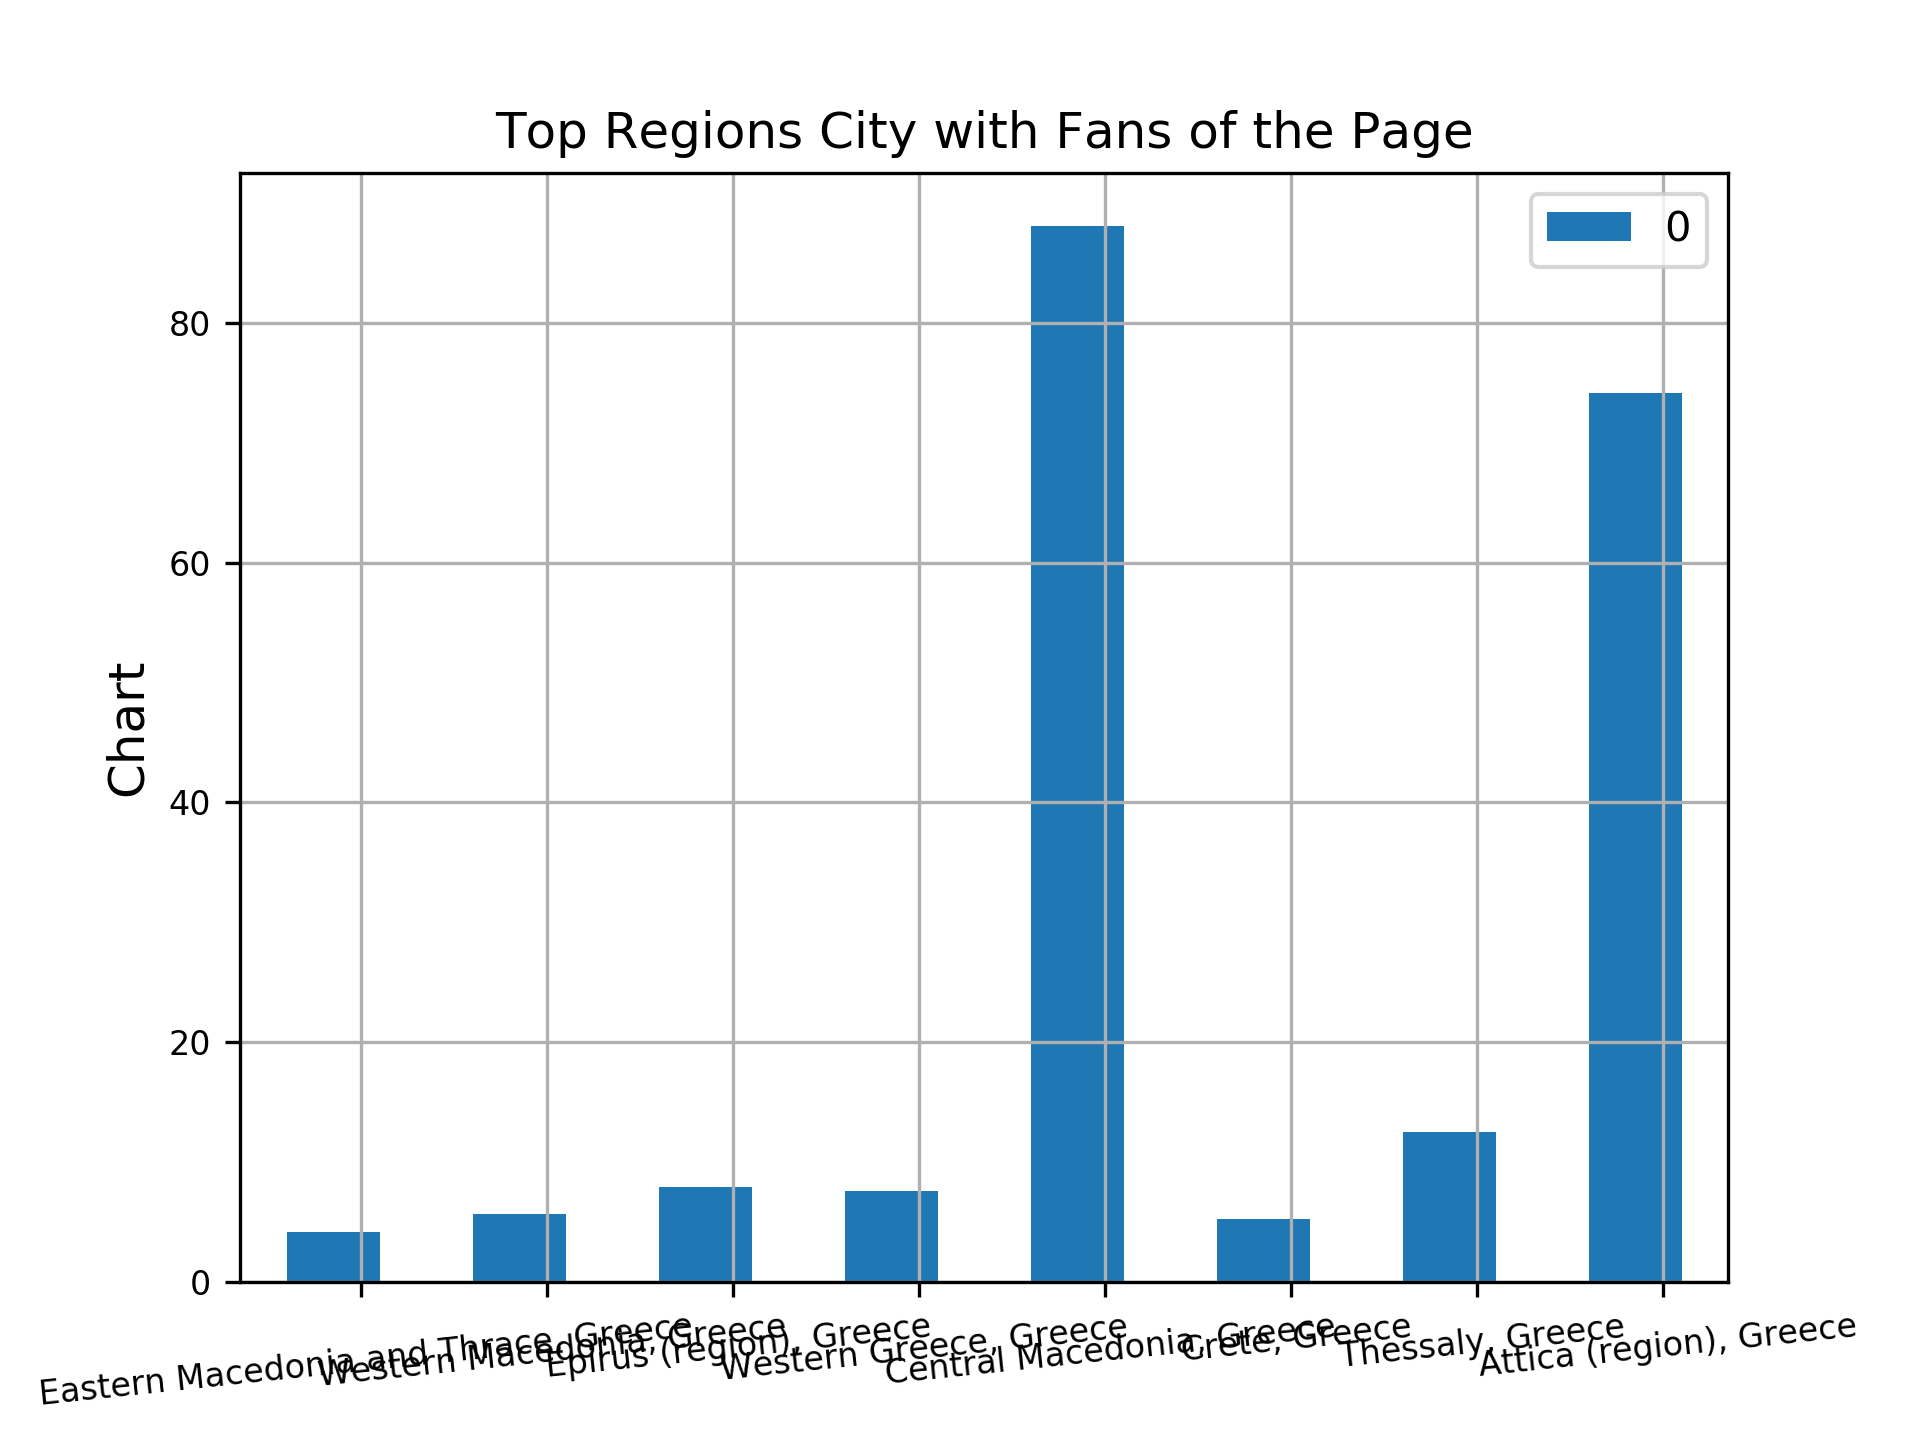 Top Regions City with Fans of the Page
0
Chart
80
60
40
20
0
Eastern Macedonia and Thrace, Greece
Western Macedonia, Greece
Epirus (region), Greece
Western Greece, Greece
Central Macedonia, Greece
Crete, Greece
Thessaly, Greece
Attica (region), Greece